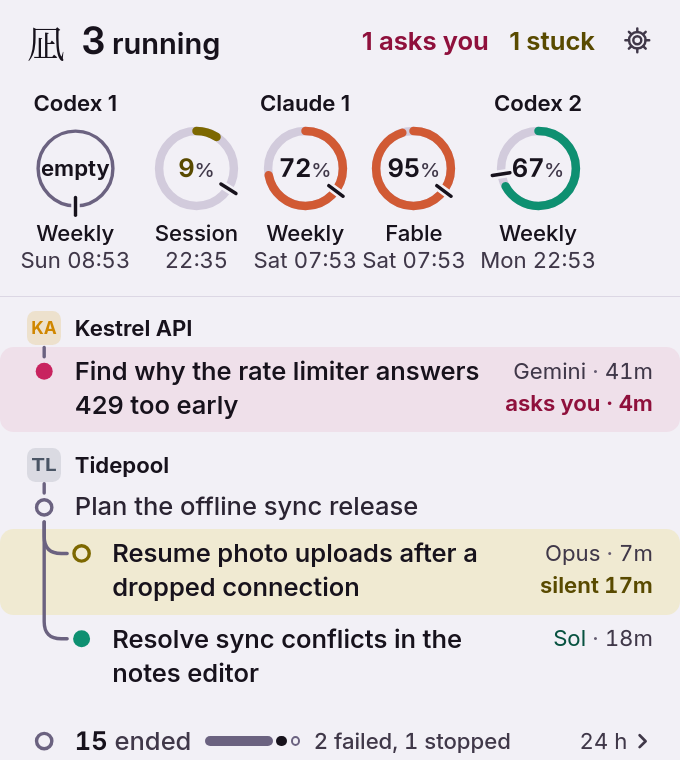 凪 3 running 1 asks you 1 stuck
Codex 1 Claude 1 Codex 2
empty 9% 72% 95% 67%
Weekly Session Weekly Fable Weekly
Sun 08:53 22:35 Sat 07:53 Sat 07:53 Mon 22:53
KA Kestrel API
Find why the rate limiter answers Gemini · 41m
429 too early asks you · 4m
TL Tidepool
Plan the offline sync release
Resume photo uploads after a Opus · 7m
dropped connection silent 17m
Resolve sync conflicts in the Sol · 18m
notes editor
15 ended 2 failed, 1 stopped 24 h